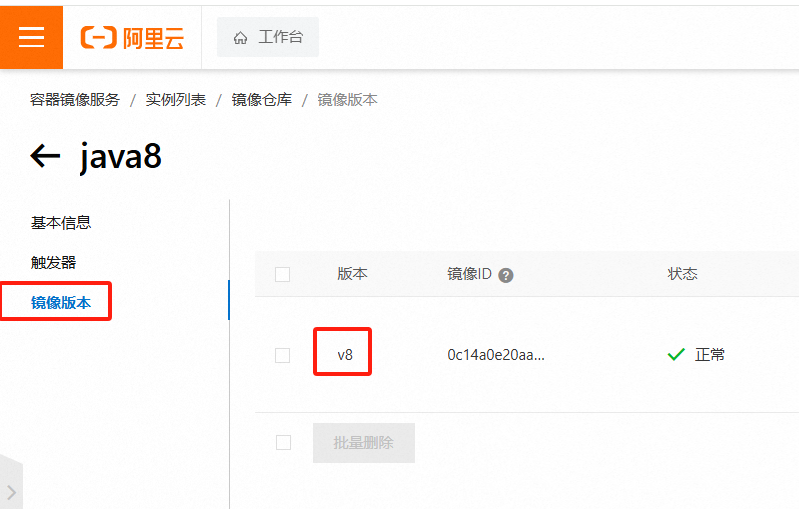 阿里云 工作台
容器镜像服务 / 实例列表 / 镜像仓库 / 镜像版本
← java8
基本信息
触发器
镜像版本
版本 镜像ID ? 状态
v8 0c14a0e20aa... 正常
批量删除